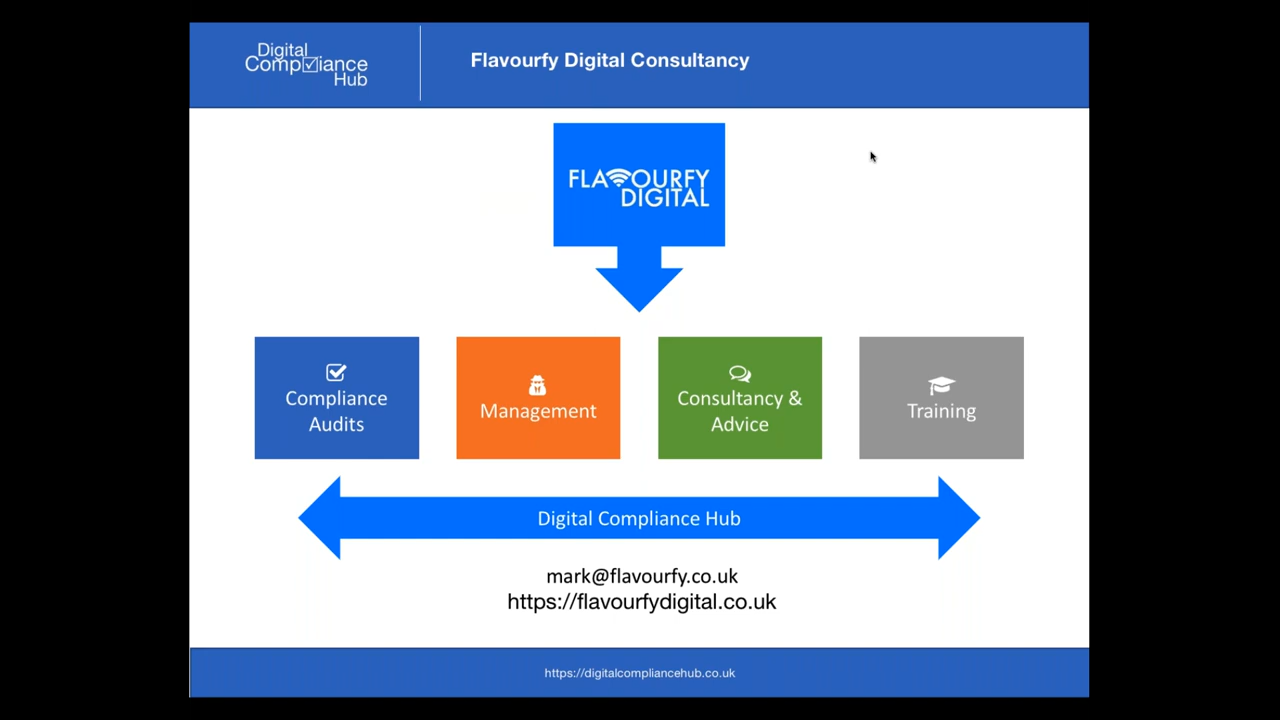 Digital
Compliance
Hub
Flavourfy Digital Consultancy
FLAVOURFY
DIGITAL
Compliance
Audits
Management
Consultancy &
Advice
Training
Digital Compliance Hub
mark@flavourfy.co.uk
https://flavourfydigital.co.uk
https://digitalcompliancehub.co.uk